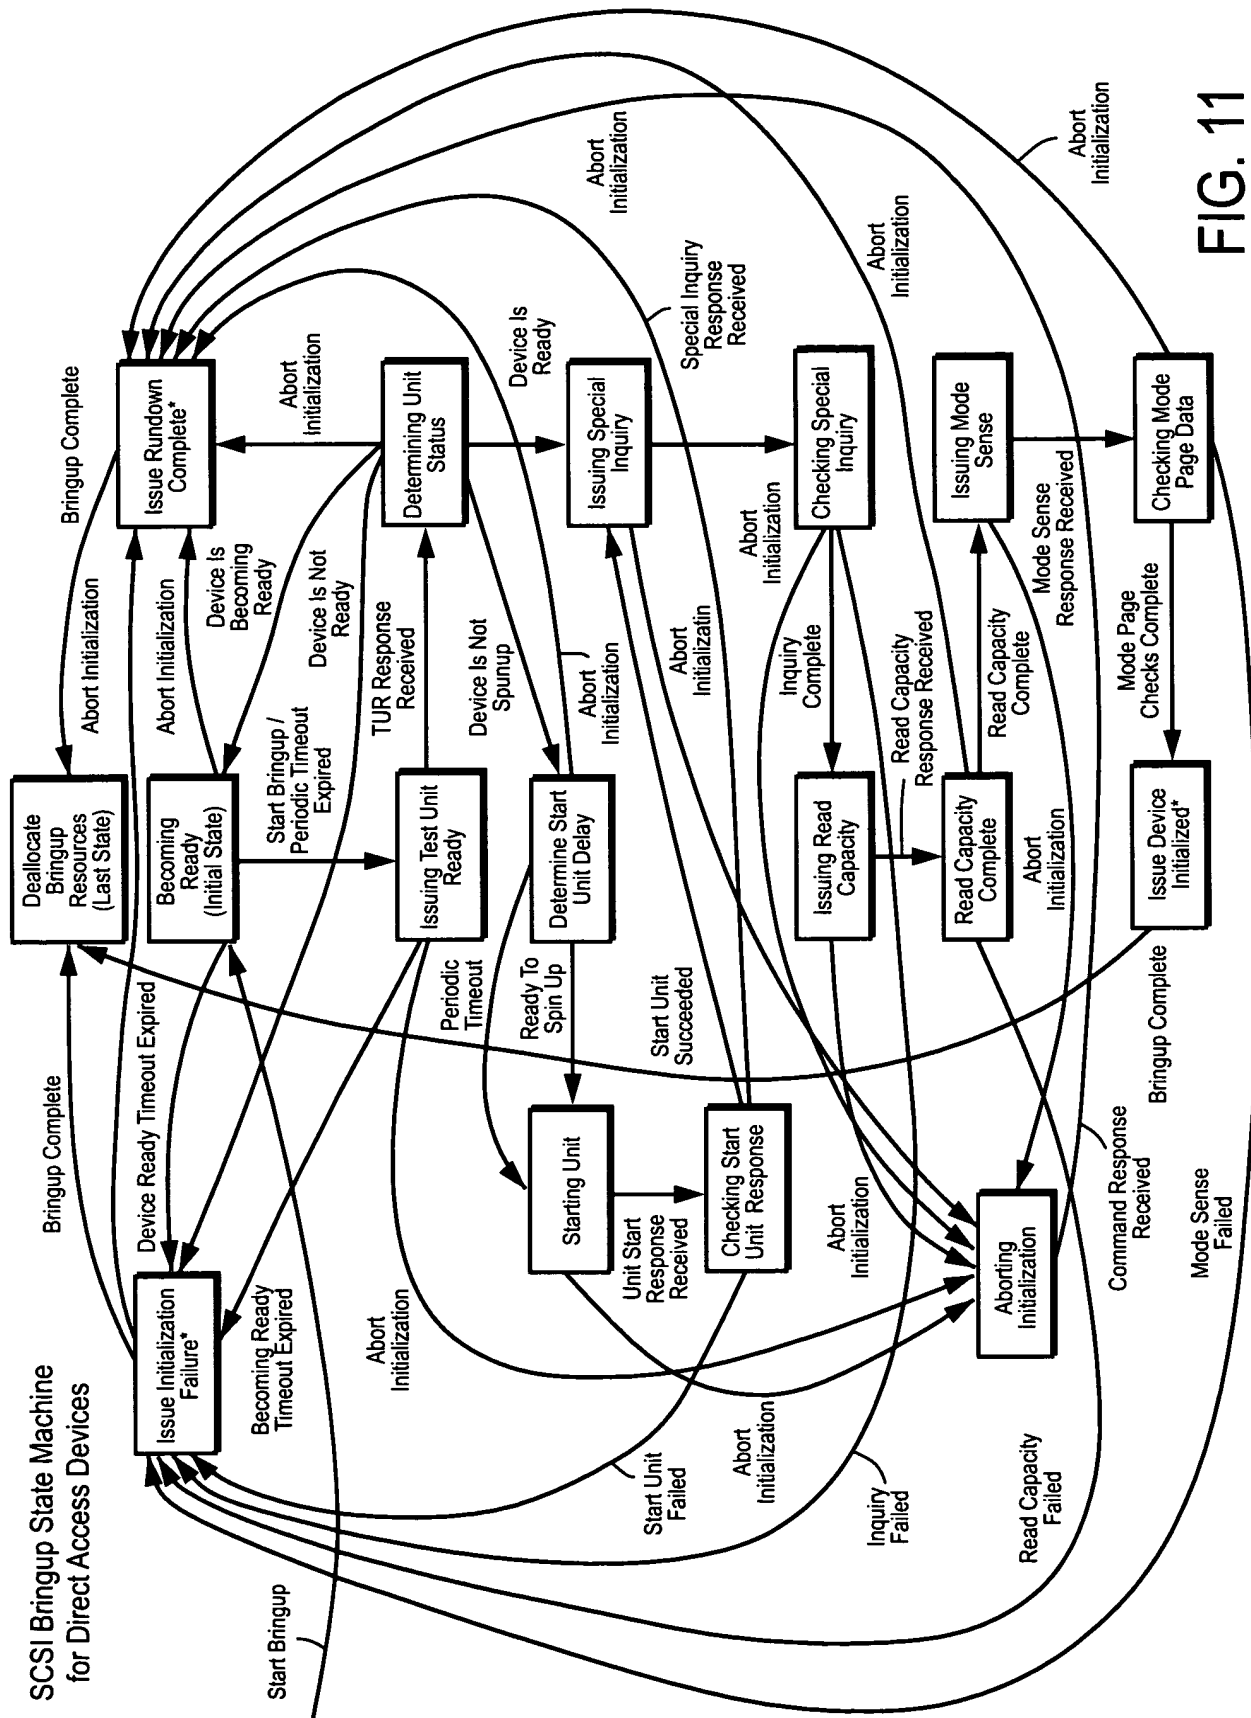 SCSI Bringup State Machine
for Direct Access Devices
Start Bringup
Bringup Complete
Deallocate
Bringup
Resources
(Last State)
Bringup Complete
Issue Initialization
Failure*
Device Ready Timeout Expired
Becoming
Ready
(Initial State)
Abort Initialization
Abort Initialization
Issue Rundown
Complete*
Device Is
Becoming
Ready
Abort
Initialization
Becoming Ready
Timeout Expired
Start Bringup /
Periodic Timeout
Expired
Device Is Not
Ready
Abort
Initialization
Issuing Test Unit
Ready
TUR Response
Received
Determining Unit
Status
Periodic
Timeout
Device Is Not
Spunup
Device Is
Ready
Ready To
Spin Up
Determine Start
Unit Delay
Abort
Initialization
Starting Unit
Issuing Special
Inquiry
Abort
Initialization
Unit Start
Response
Received
Start Unit
Succeeded
Abort
Initializatin
Special Inquiry
Response
Received
Start Unit
Failed
Checking Start
Unit Response
Abort
Initialization
Abort
Initialization
Inquiry
Complete
Checking Special
Inquiry
Abort
Initialization
Issuing Read
Capacity
Abort
Initialization
Read Capacity
Response Received
Inquiry
Failed
Read Capacity
Complete
Read Capacity
Complete
Issuing Mode
Sense
Aborting
Initialization
Abort
Initialization
Mode Sense
Response Received
Read Capacity
Failed
Command Response
Received
Bringup Complete
Issue Device
Initialized*
Mode Page
Checks Complete
Checking Mode
Page Data
Abort
Initialization
Mode Sense
Failed
FIG. 11